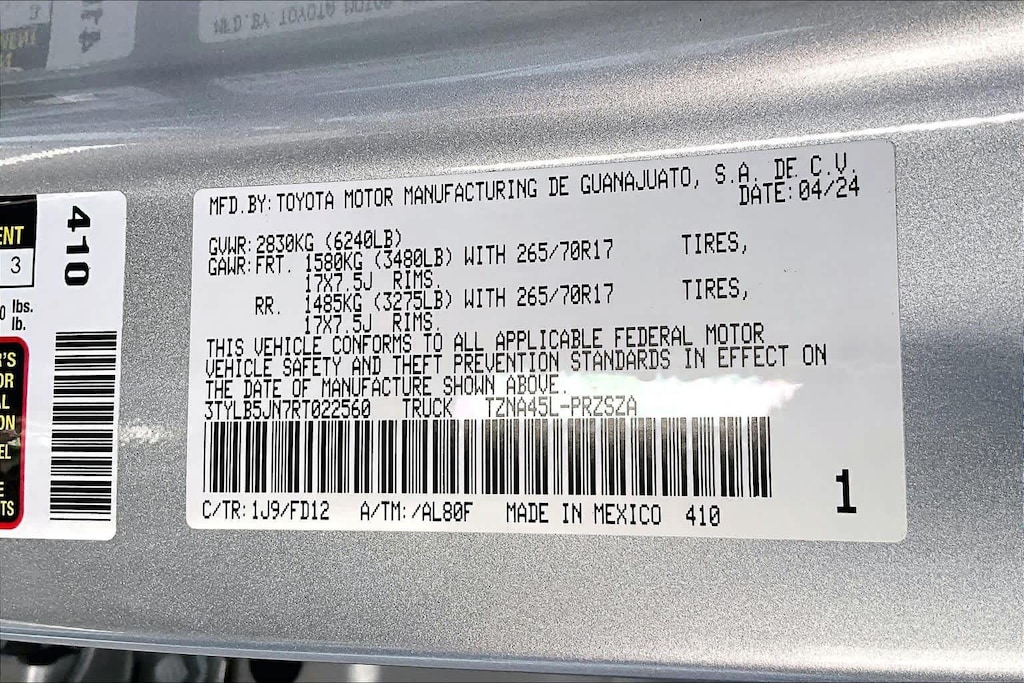 MFD.BY: TOYOTA MOTOR MANUFACTURING DE GUANAJUATO, S.A. DE C.V.
DATE: 04/24
GVWR: 2830KG (6240LB)
GAWR: FRT. 1580KG (3480LB) WITH 265/70R17 TIRES,
17X7.5J RIMS.
RR. 1485KG (3275LB) WITH 265/70R17 TIRES,
17X7.5J RIMS.
THIS VEHICLE CONFORMS TO ALL APPLICABLE FEDERAL MOTOR
VEHICLE SAFETY AND THEFT PREVENTION STANDARDS IN EFFECT ON
THE DATE OF MANUFACTURE SHOWN ABOVE.
3TYLB5JN7RT022560 TRUCK TZNA45L-PRZSZA
C/TR: 1J9/FD12 A/TM: /AL80F MADE IN MEXICO 410
1
410
3
lbs.
lb.